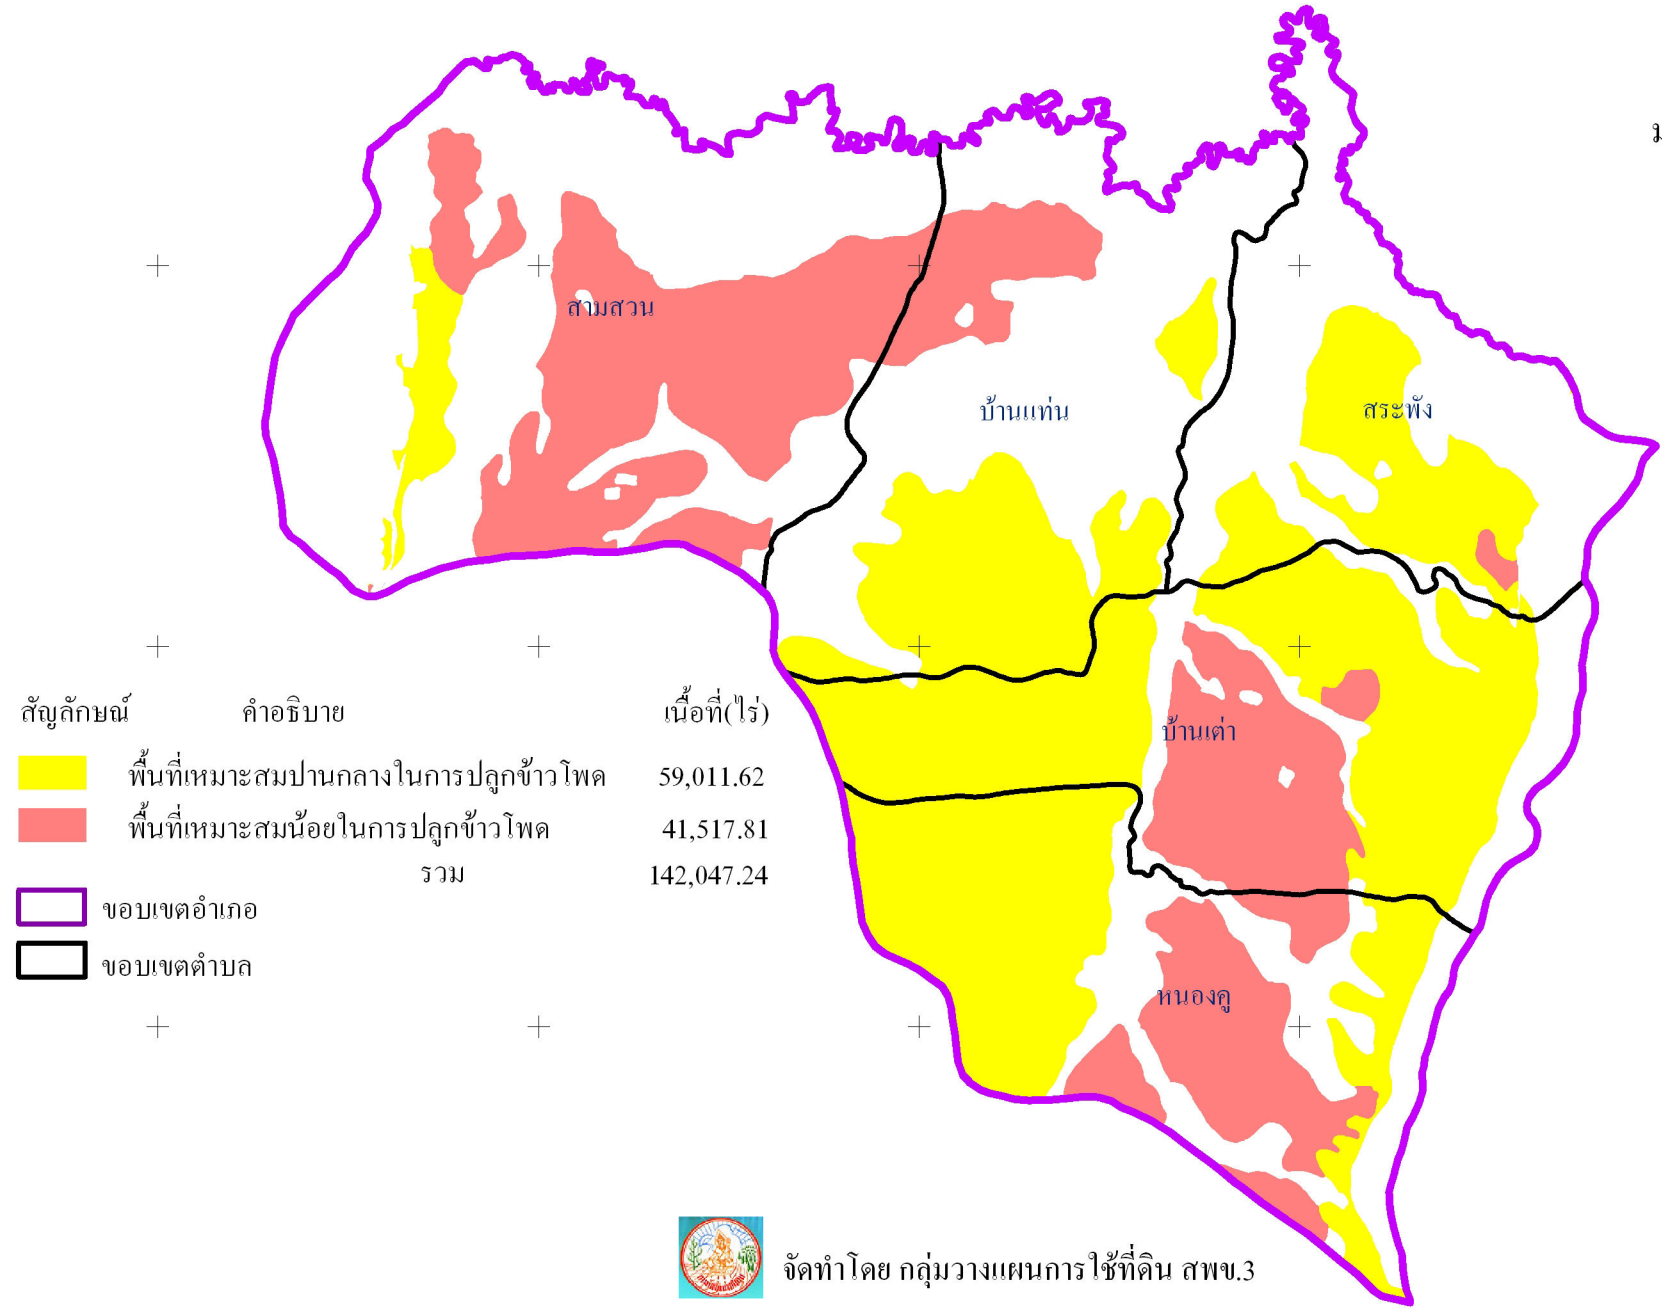 ม
สามสวน
บ้านแท่น
สระพัง
บ้านเต่า
หนองคู
สัญลักษณ์ คำอธิบาย เนื้อที่(ไร่)
พื้นที่เหมาะสมปานกลางในการปลูกข้าวโพด 59,011.62
พื้นที่เหมาะสมน้อยในการปลูกข้าวโพด 41,517.81
รวม 142,047.24
ขอบเขตอำเภอ
ขอบเขตตำบล
จัดทำโดย กลุ่มวางแผนการใช้ที่ดิน สพข.3